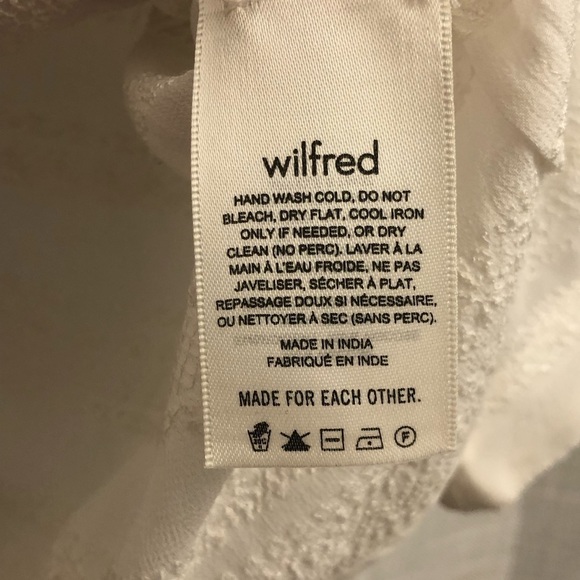 wilfred
HAND WASH COLD, DO NOT
BLEACH, DRY FLAT, COOL IRON
ONLY IF NEEDED, OR DRY
CLEAN (NO PERC). LAVER À LA
MAIN À L'EAU FROIDE, NE PAS
JAVELISER, SÉCHER À PLAT,
REPASSAGE DOUX SI NÉCESSAIRE,
OU NETTOYER À SEC (SANS PERC).
MADE IN INDIA
FABRIQUÉ EN INDE
MADE FOR EACH OTHER.
F